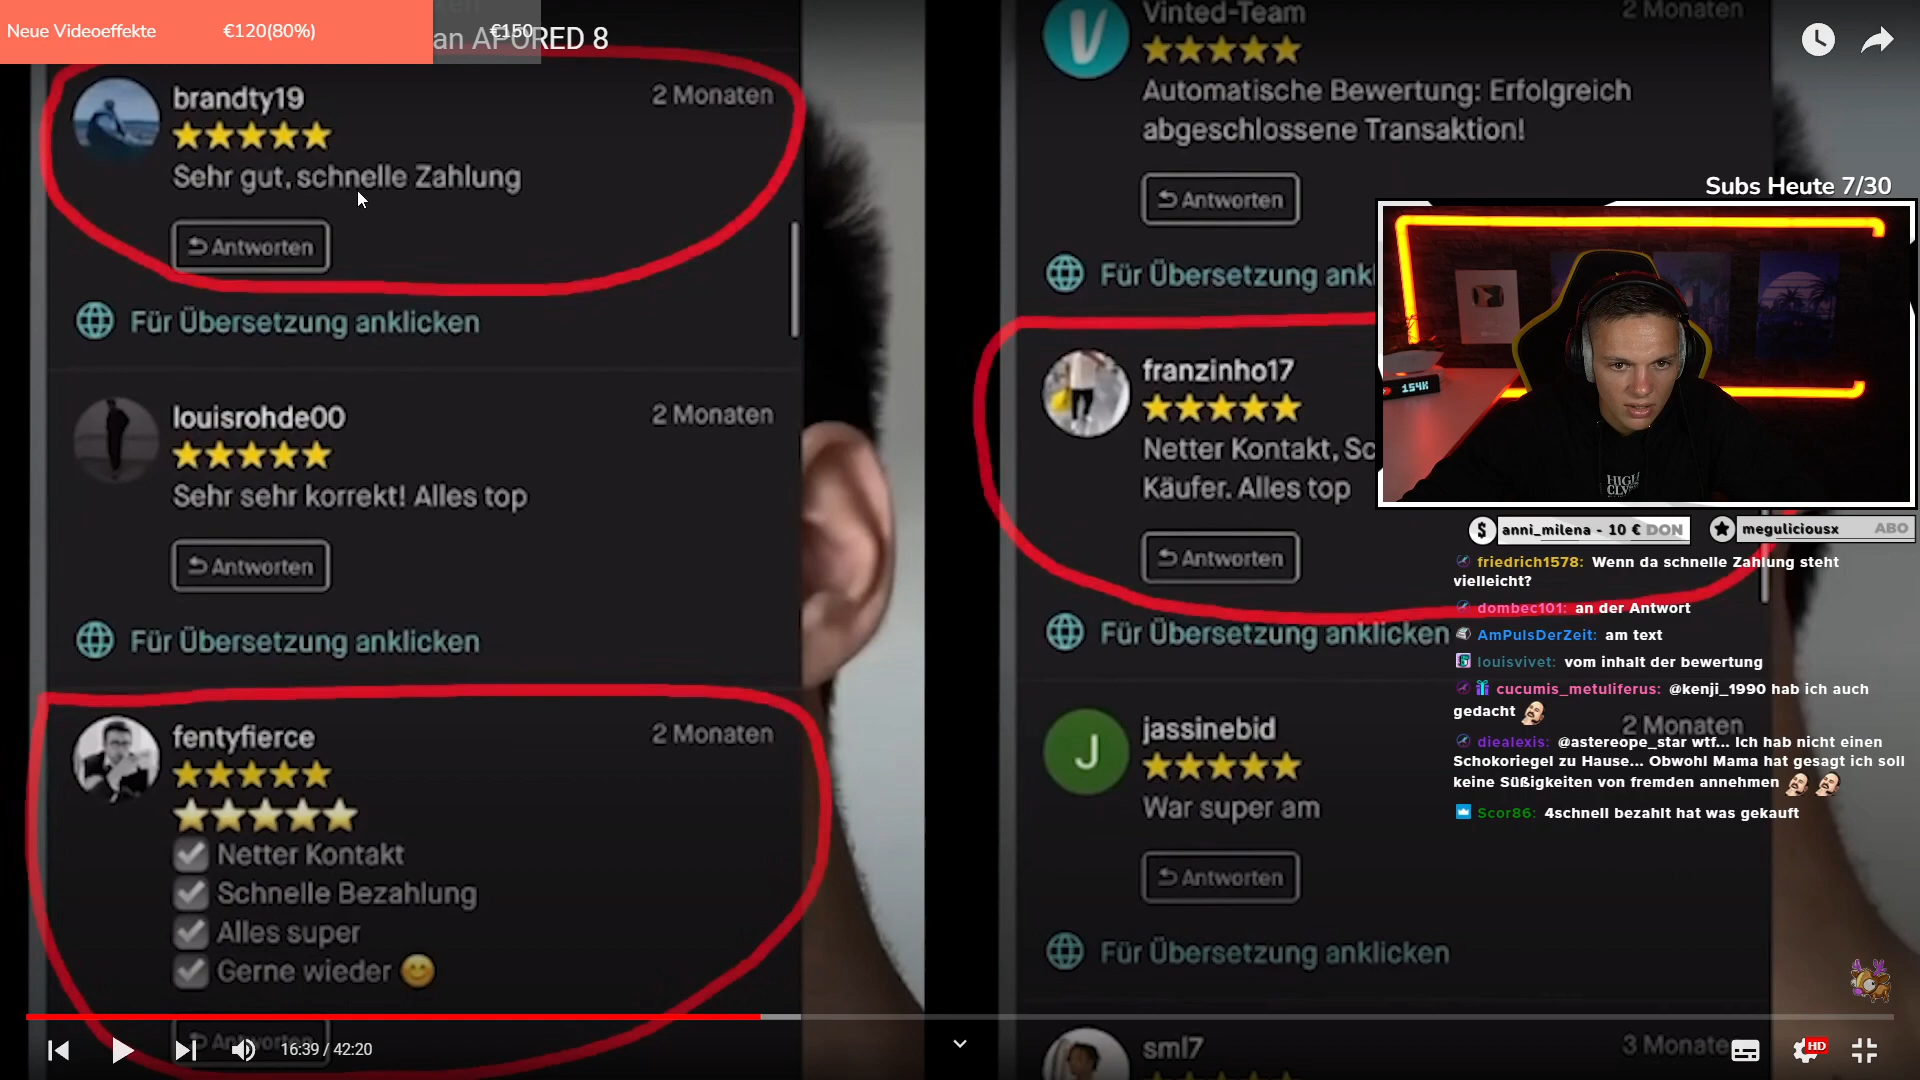 Neue Videoeffekte €120(80%) €150
an APORED 8
brandty19 2 Monaten
Sehr gut, schnelle Zahlung
Antworten
Für Übersetzung anklicken
louisrohde00 2 Monaten
Sehr sehr korrekt! Alles top
Antworten
Für Übersetzung anklicken
fentyfierce 2 Monaten
Netter Kontakt
Schnelle Bezahlung
Alles super
Gerne wieder
Antworten
Vinted-Team 2 Monaten
Automatische Bewertung: Erfolgreich
abgeschlossene Transaktion!
Antworten
Für Übersetzung ankl
franzinho17
Netter Kontakt, Sc
Käufer. Alles top
Antworten
Für Übersetzung anklicken
jassinebid 2 Monaten
J
War super am
Antworten
Für Übersetzung anklicken
sml7 3 Monate
Subs Heute 7/30
154K
HIGH
anni_milena - 10 € DON
meguliciousx ABO
friedrich1578: Wenn da schnelle Zahlung steht
vielleicht?
dombec101: an der Antwort
AmPulsDerZeit: am text
louisvivet: vom inhalt der bewertung
cucumis_metuliferus: @kenji_1990 hab ich auch
gedacht
diealexis: @astereope_star wtf... Ich hab nicht einen
Schokoriegel zu Hause... Obwohl Mama hat gesagt ich soll
keine Süßigkeiten von fremden annehmen
Scor86: 4schnell bezahlt hat was gekauft
16:39 / 42:20
HD